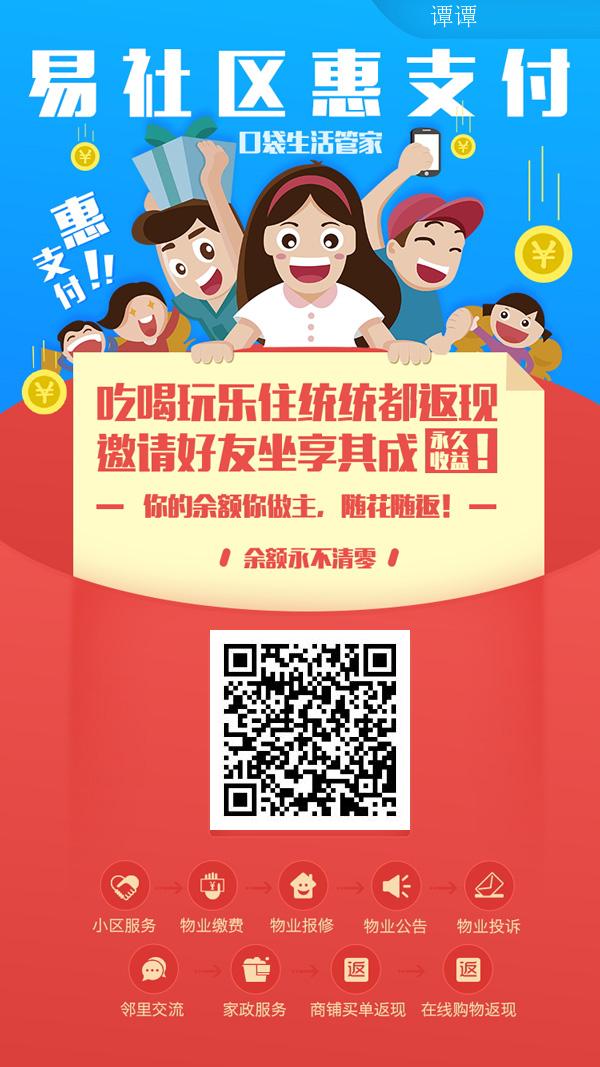 谭谭
易社区惠支付
口袋生活管家
惠
支付!!
吃喝玩乐住统统都返现
邀请好友坐享其成 永久收益!
你的余额你做主,随花随返!
余额永不清零
小区服务 物业缴费 物业报修 物业公告 物业投诉
邻里交流 家政服务 商铺买单返现 在线购物返现
返 返